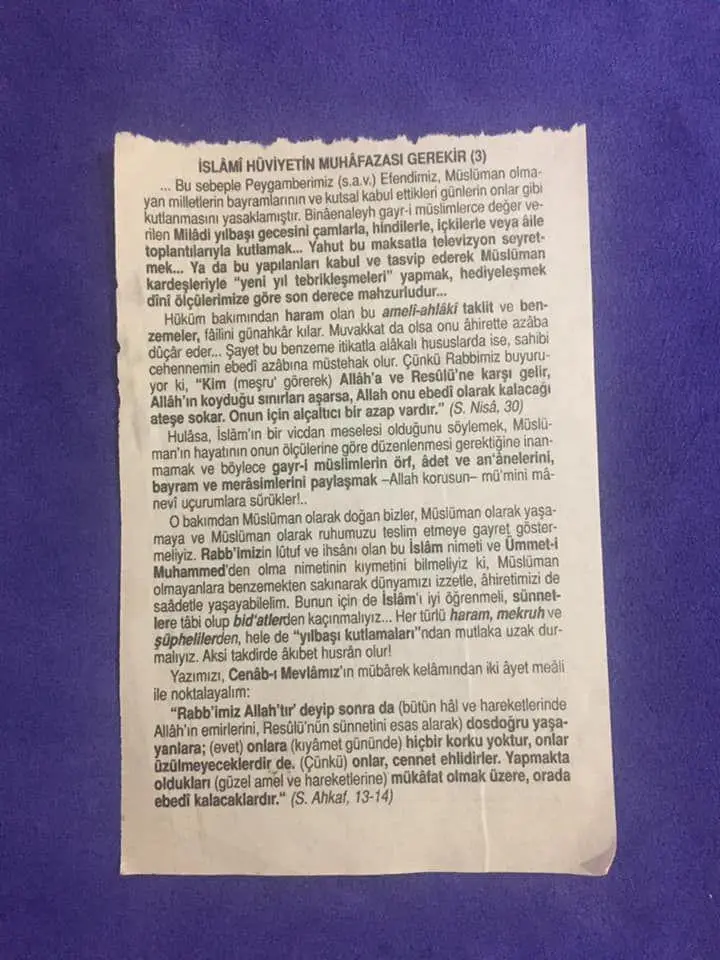 İSLÂMÎ HÜVİYETİN MUHÂFAZASI GEREKİR (3)
... Bu sebeple Peygamberimiz (s.a.v.) Efendimiz, Müslüman olma-
yan milletlerin bayramlarının ve kutsal kabul ettikleri günlerin onlar gibi
kutlanmasını yasaklamıştır. Binâenaleyh gayr-i müslimlerce değer ve-
rilen Milâdi yılbaşı gecesini çamlarla, hindilerle, içkilerle veya âile
toplantılarıyla kutlamak... Yahut bu maksatla televizyon seyret-
mek... Ya da bu yapılanları kabul ve tasvip ederek Müslüman
kardeşleriyle “yeni yıl tebrikleşmeleri” yapmak, hediyeleşmek
dînî ölçülerimize göre son derece mahzurludur...
Hüküm bakımından haram olan bu amelî-ahlâkî taklit ve ben-
zemeler, fâilini günahkâr kılar. Muvakkat da olsa onu âhirette azâba
dûçâr eder... Şayet bu benzeme itikatla alâkalı hususlarda ise, sahibi
cehennemin ebedî azâbına müstehak olur. Çünkü Rabbimiz buyuru-
yor ki, “Kim (meşru’ görerek) Allâh’a ve Resûlü’ne karşı gelir,
Allâh’ın koyduğu sınırları aşarsa, Allah onu ebedî olarak kalacağı
ateşe sokar. Onun için alçaltıcı bir azap vardır.” (S. Nisâ, 30)
Hulâsa, İslâm’ın bir vicdan meselesi olduğunu söylemek, Müslü-
man’ın hayatının onun ölçülerine göre düzenlenmesi gerektiğine inan-
mamak ve böylece gayr-i müslimlerin örf, âdet ve an’ânelerini,
bayram ve merâsimlerini paylaşmak –Allah korusun– mü’mini mâ-
nevî uçurumlara sürükler!..
O bakımdan Müslüman olarak doğan bizler, Müslüman olarak yaşa-
maya ve Müslüman olarak ruhumuzu teslim etmeye gayret göster-
meliyiz. Rabb’imizin lûtuf ve ihsânı olan bu İslâm nimeti ve Ümmet-i
Muhammed’den olma nimetinin kıymetini bilmeliyiz ki, Müslüman
olmayanlara benzemekten sakınarak dünyamızı izzetle, âhiretimizi de
saâdetle yaşayabilelim. Bunun için de İslâm’ı iyi öğrenmeli, sünnet-
lere tâbi olup bid‘atlerden kaçınmalıyız... Her türlü haram, mekruh ve
şüphelilerden, hele de “yılbaşı kutlamaları”ndan mutlaka uzak dur-
malıyız. Aksi takdirde âkıbet husrân olur!
Yazımızı, Cenâb-ı Mevlâmız’ın mübârek kelâmından iki âyet meâli
ile noktalayalım:
“Rabb’imiz Allah’tır’ deyip sonra da (bütün hâl ve hareketlerinde
Allâh’ın emirlerini, Resûlü’nün sünnetini esas alarak) dosdoğru yaşa-
yanlara; (evet) onlara (kıyâmet gününde) hiçbir korku yoktur, onlar
üzülmeyeceklerdir de. (Çünkü) onlar, cennet ehlidirler. Yapmakta
oldukları (güzel amel ve hareketlerine) mükâfat olmak üzere, orada
ebedî kalacaklardır.“ (S. Ahkaf, 13-14)